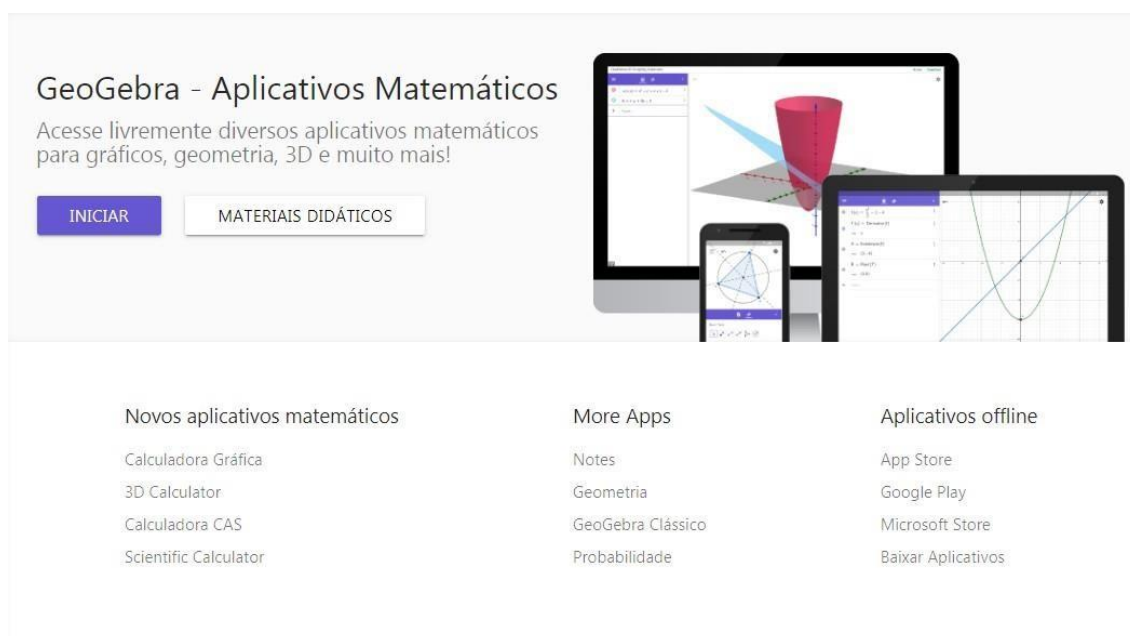 GeoGebra - Aplicativos Matemáticos
Acesse livremente diversos aplicativos matemáticos
para gráficos, geometria, 3D e muito mais!
INICIAR
MATERIAIS DIDÁTICOS
Novos aplicativos matemáticos
Calculadora Gráfica
3D Calculator
Calculadora CAS
Scientific Calculator
More Apps
Notes
Geometria
GeoGebra Clássico
Probabilidade
Aplicativos offline
App Store
Google Play
Microsoft Store
Baixar Aplicativos